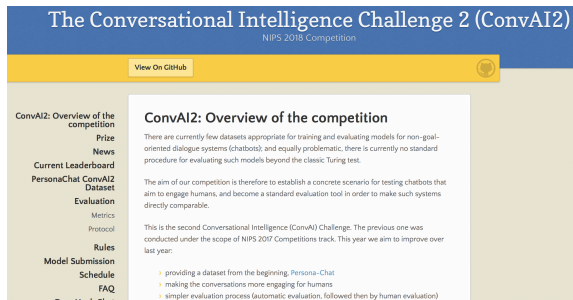 The Conversational Intelligence Challenge 2 (ConvAI2)
NIPS 2018 Competition
View On GitHub
ConvAI2: Overview of the
competition
Prize
News
Current Leaderboard
PersonaChat ConvAI2
Dataset
Evaluation
Metrics
Protocol
Rules
Model Submission
Schedule
FAQ
ConvAI2: Overview of the competition
There are currently few datasets appropriate for training and evaluating models for non-goal-
oriented dialogue systems (chatbots); and equally problematic, there is currently no standard
procedure for evaluating such models beyond the classic Turing test.
The aim of our competition is therefore to establish a concrete scenario for testing chatbots that
aim to engage humans, and become a standard evaluation tool in order to make such systems
directly comparable.
This is the second Conversational Intelligence (ConvAI) Challenge. The previous one was
conducted under the scope of NIPS 2017 Competitions track. This year we aim to improve over
last year:
providing a dataset from the beginning, Persona-Chat
making the conversations more engaging for humans
simpler evaluation process (automatic evaluation, followed then by human evaluation)